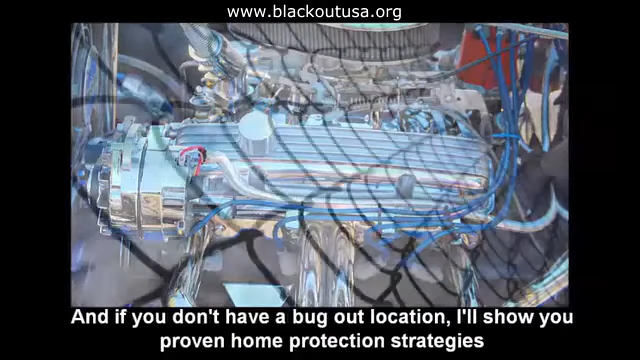 www.blackoutusa.org
And if you don't have a bug out location, I'll show you
proven home protection strategies